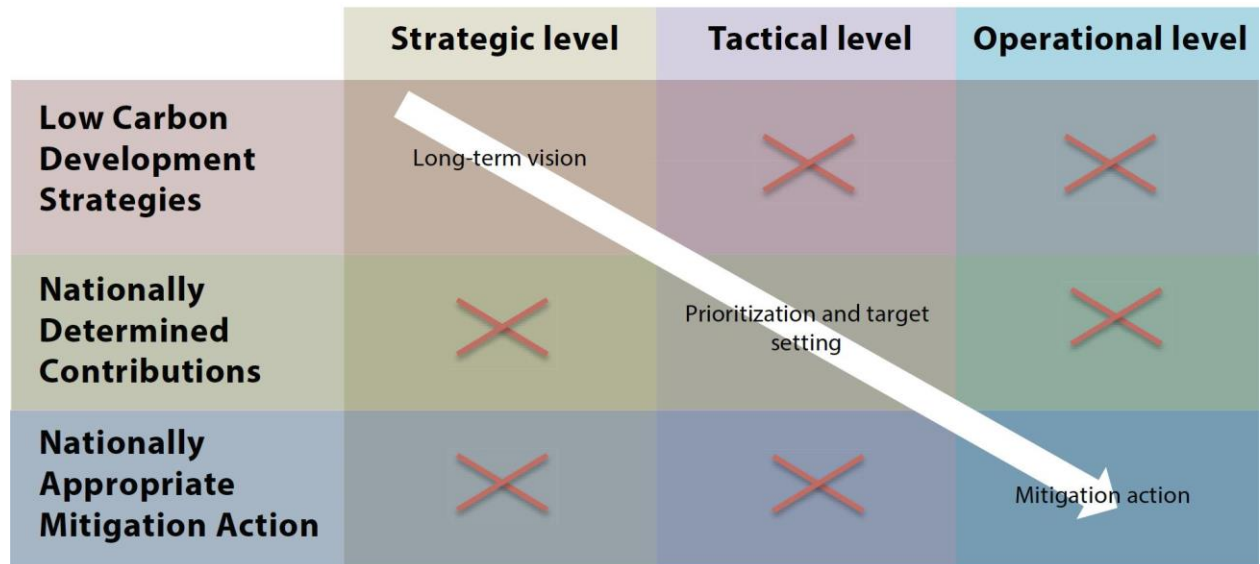 Strategic level
Tactical level
Operational level
Low Carbon
Development
Strategies
Long-term vision
Nationally
Determined
Contributions
Prioritization and target
setting
Nationally
Appropriate
Mitigation Action
Mitigation action